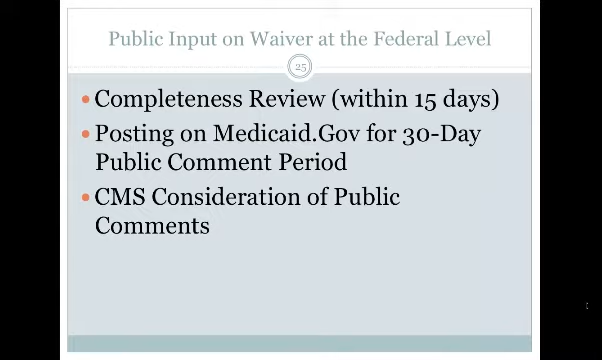 Public Input on Waiver at the Federal Level
25
• Completeness Review (within 15 days)
• Posting on Medicaid.Gov for 30-Day
Public Comment Period
• CMS Consideration of Public
Comments